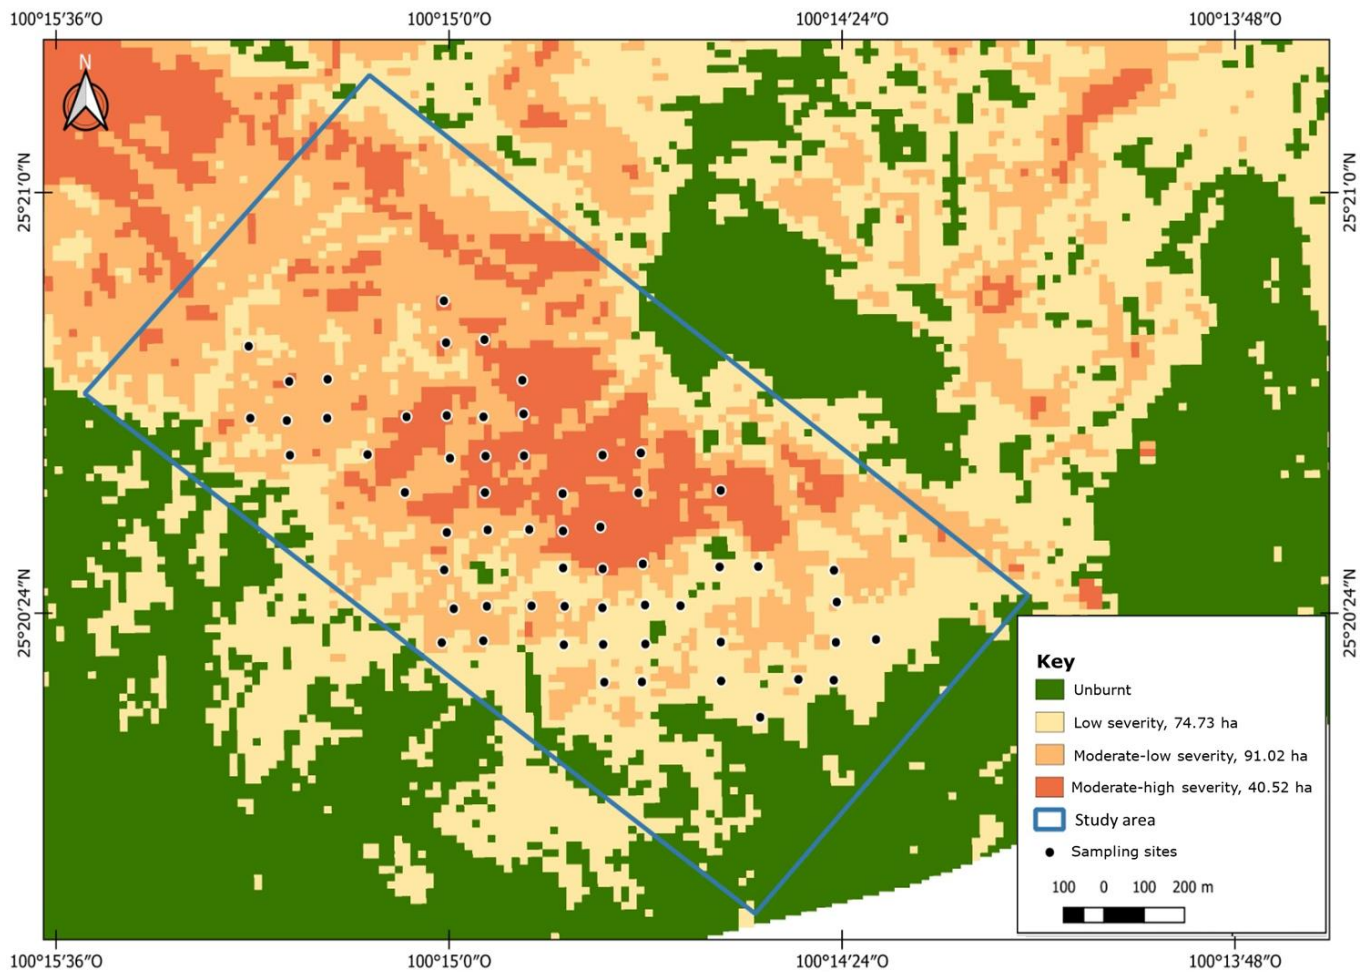 100°15′36″O 100°15′0″O 100°14′24″O 100°13′48″O
N
25°21′0″N 25°21′0″N
25°20′24″N 25°20′24″N
Key
Unburnt
Low severity, 74.73 ha
Moderate-low severity, 91.02 ha
Moderate-high severity, 40.52 ha
Study area
Sampling sites
100 0 100 200 m
100°15′36″O 100°15′0″O 100°14′24″O 100°13′48″O